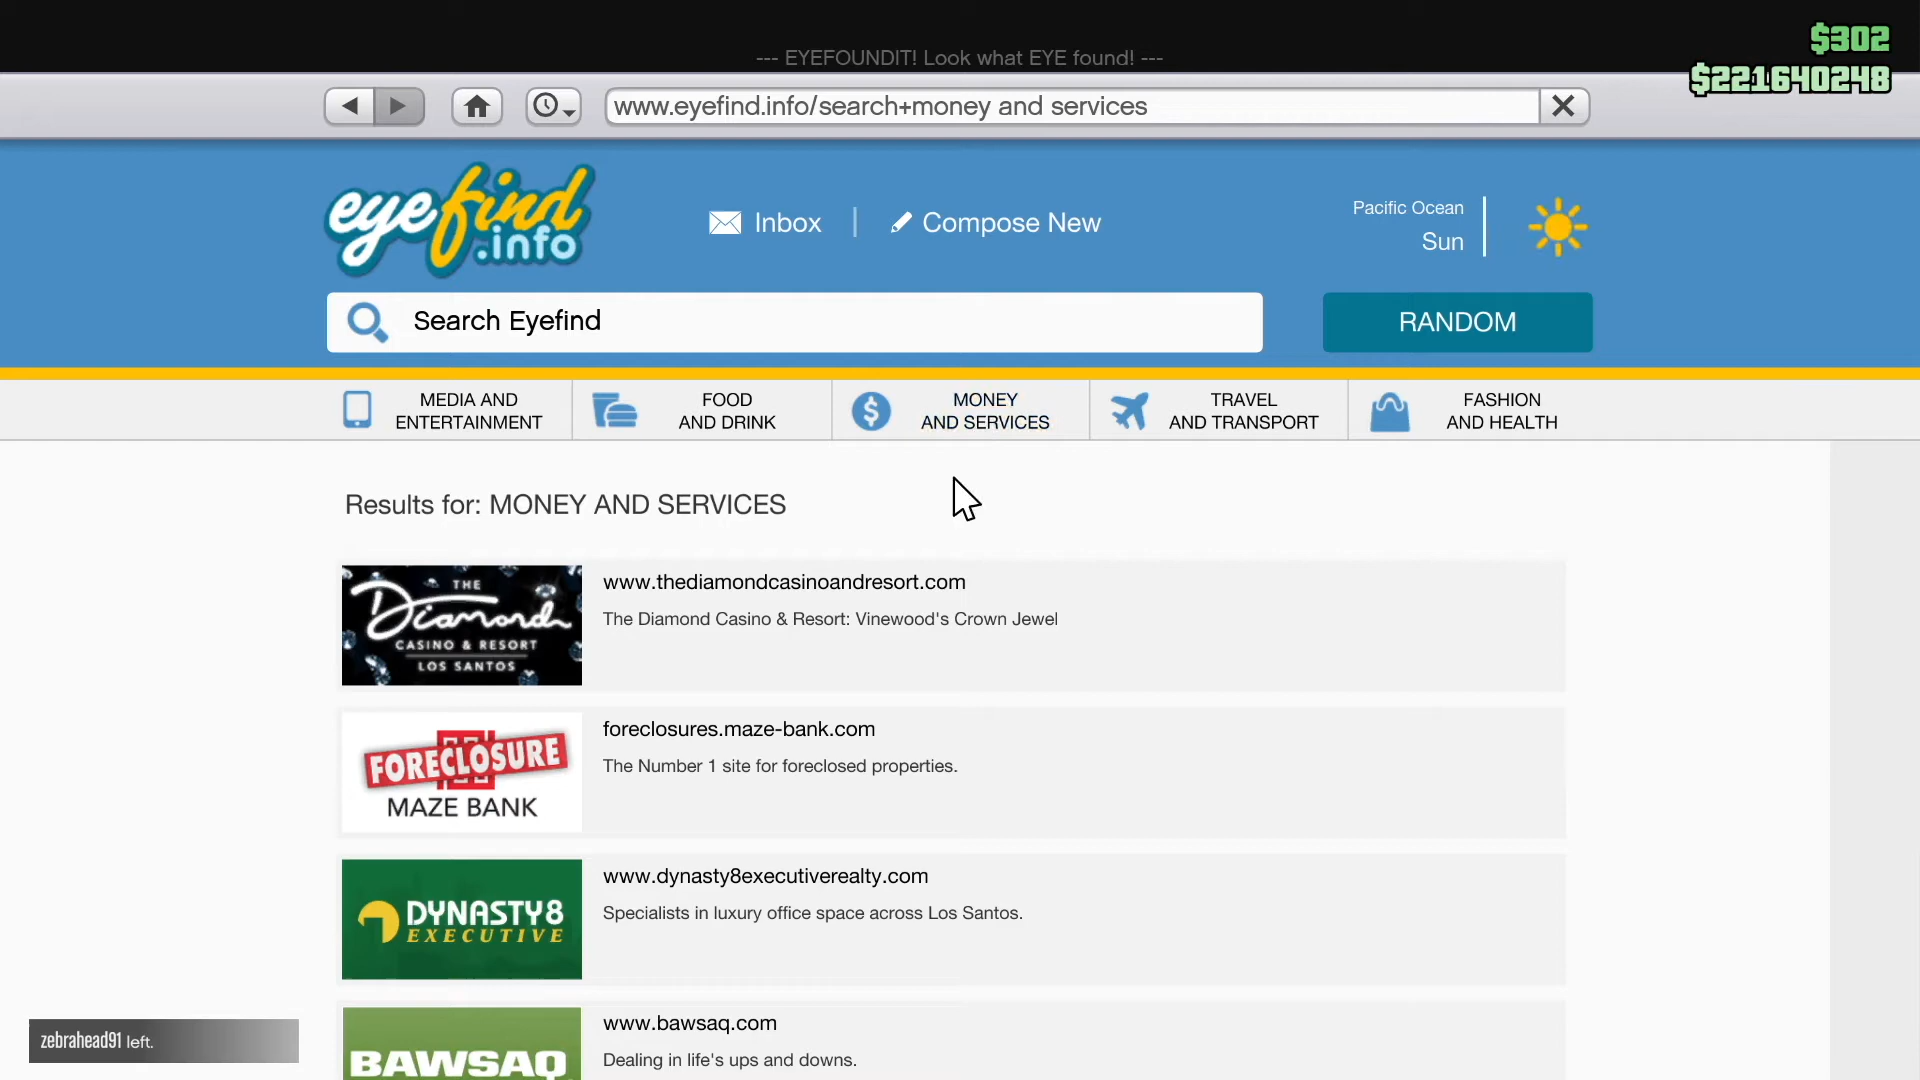 $302
--- EYEFOUNDIT! Look what EYE found! ---
$221640248
www.eyefind.info/search+money and services
eyefind
.info
Inbox
Compose New
Pacific Ocean
Sun
Search Eyefind
RANDOM
MEDIA AND
ENTERTAINMENT
FOOD
AND DRINK
MONEY
AND SERVICES
TRAVEL
AND TRANSPORT
FASHION
AND HEALTH
Results for: MONEY AND SERVICES
THE
Diamond
CASINO & RESORT
LOS SANTOS
www.thediamondcasinoandresort.com
The Diamond Casino & Resort: Vinewood's Crown Jewel
FORECLOSURE
MAZE BANK
foreclosures.maze-bank.com
The Number 1 site for foreclosed properties.
DYNASTY8
EXECUTIVE
www.dynasty8executiverealty.com
Specialists in luxury office space across Los Santos.
BAWSAQ
www.bawsaq.com
Dealing in life's ups and downs.
zebrahead91 left.